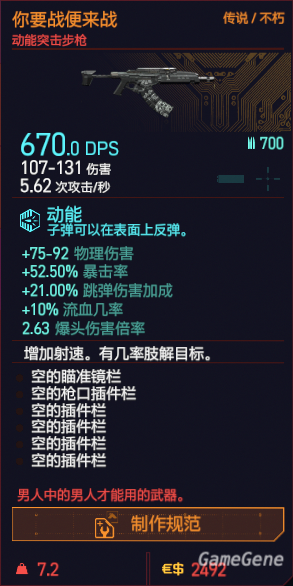 你要战便来战
传说 / 不朽
动能突击步枪
670.0 DPS
700
107-131 伤害
5.62 次攻击/秒
动能
子弹可以在表面上反弹。
+75-92 物理伤害
+52.50% 暴击率
+21.00% 跳弹伤害加成
+10% 流血几率
2.63 爆头伤害倍率
增加射速。有几率肢解目标。
空的瞄准镜栏
空的枪口插件栏
空的插件栏
空的插件栏
空的插件栏
空的插件栏
男人中的男人才能用的武器。
制作规范
7.2
€$ 2492
GameGene